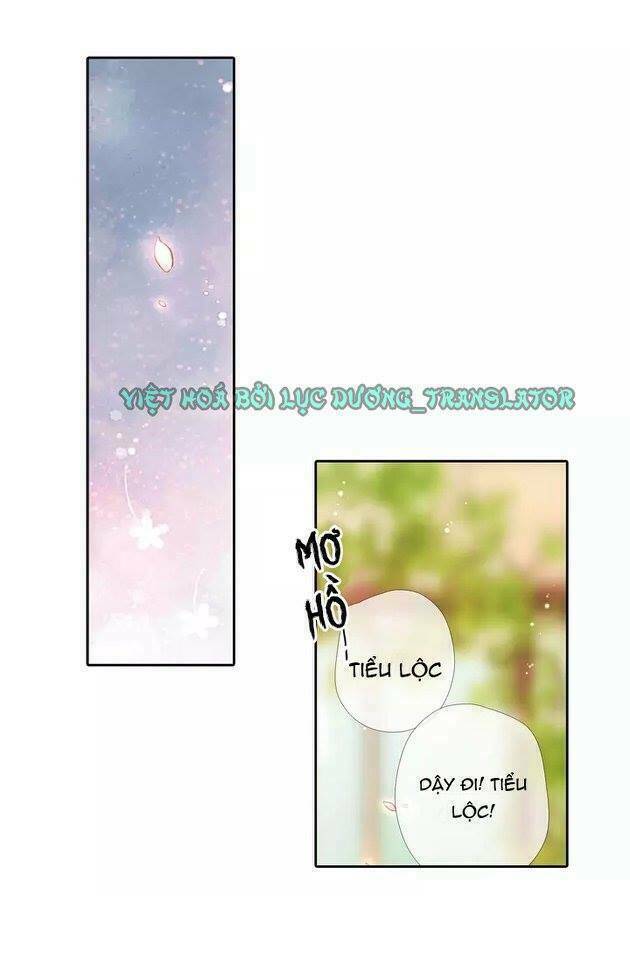 VIỆT HOÁ BỞI LỤC DƯƠNG_TRANSLATOR
MƠ
HỒ
TIỂU LỘC
DẬY ĐI! TIỂU
LỘC!